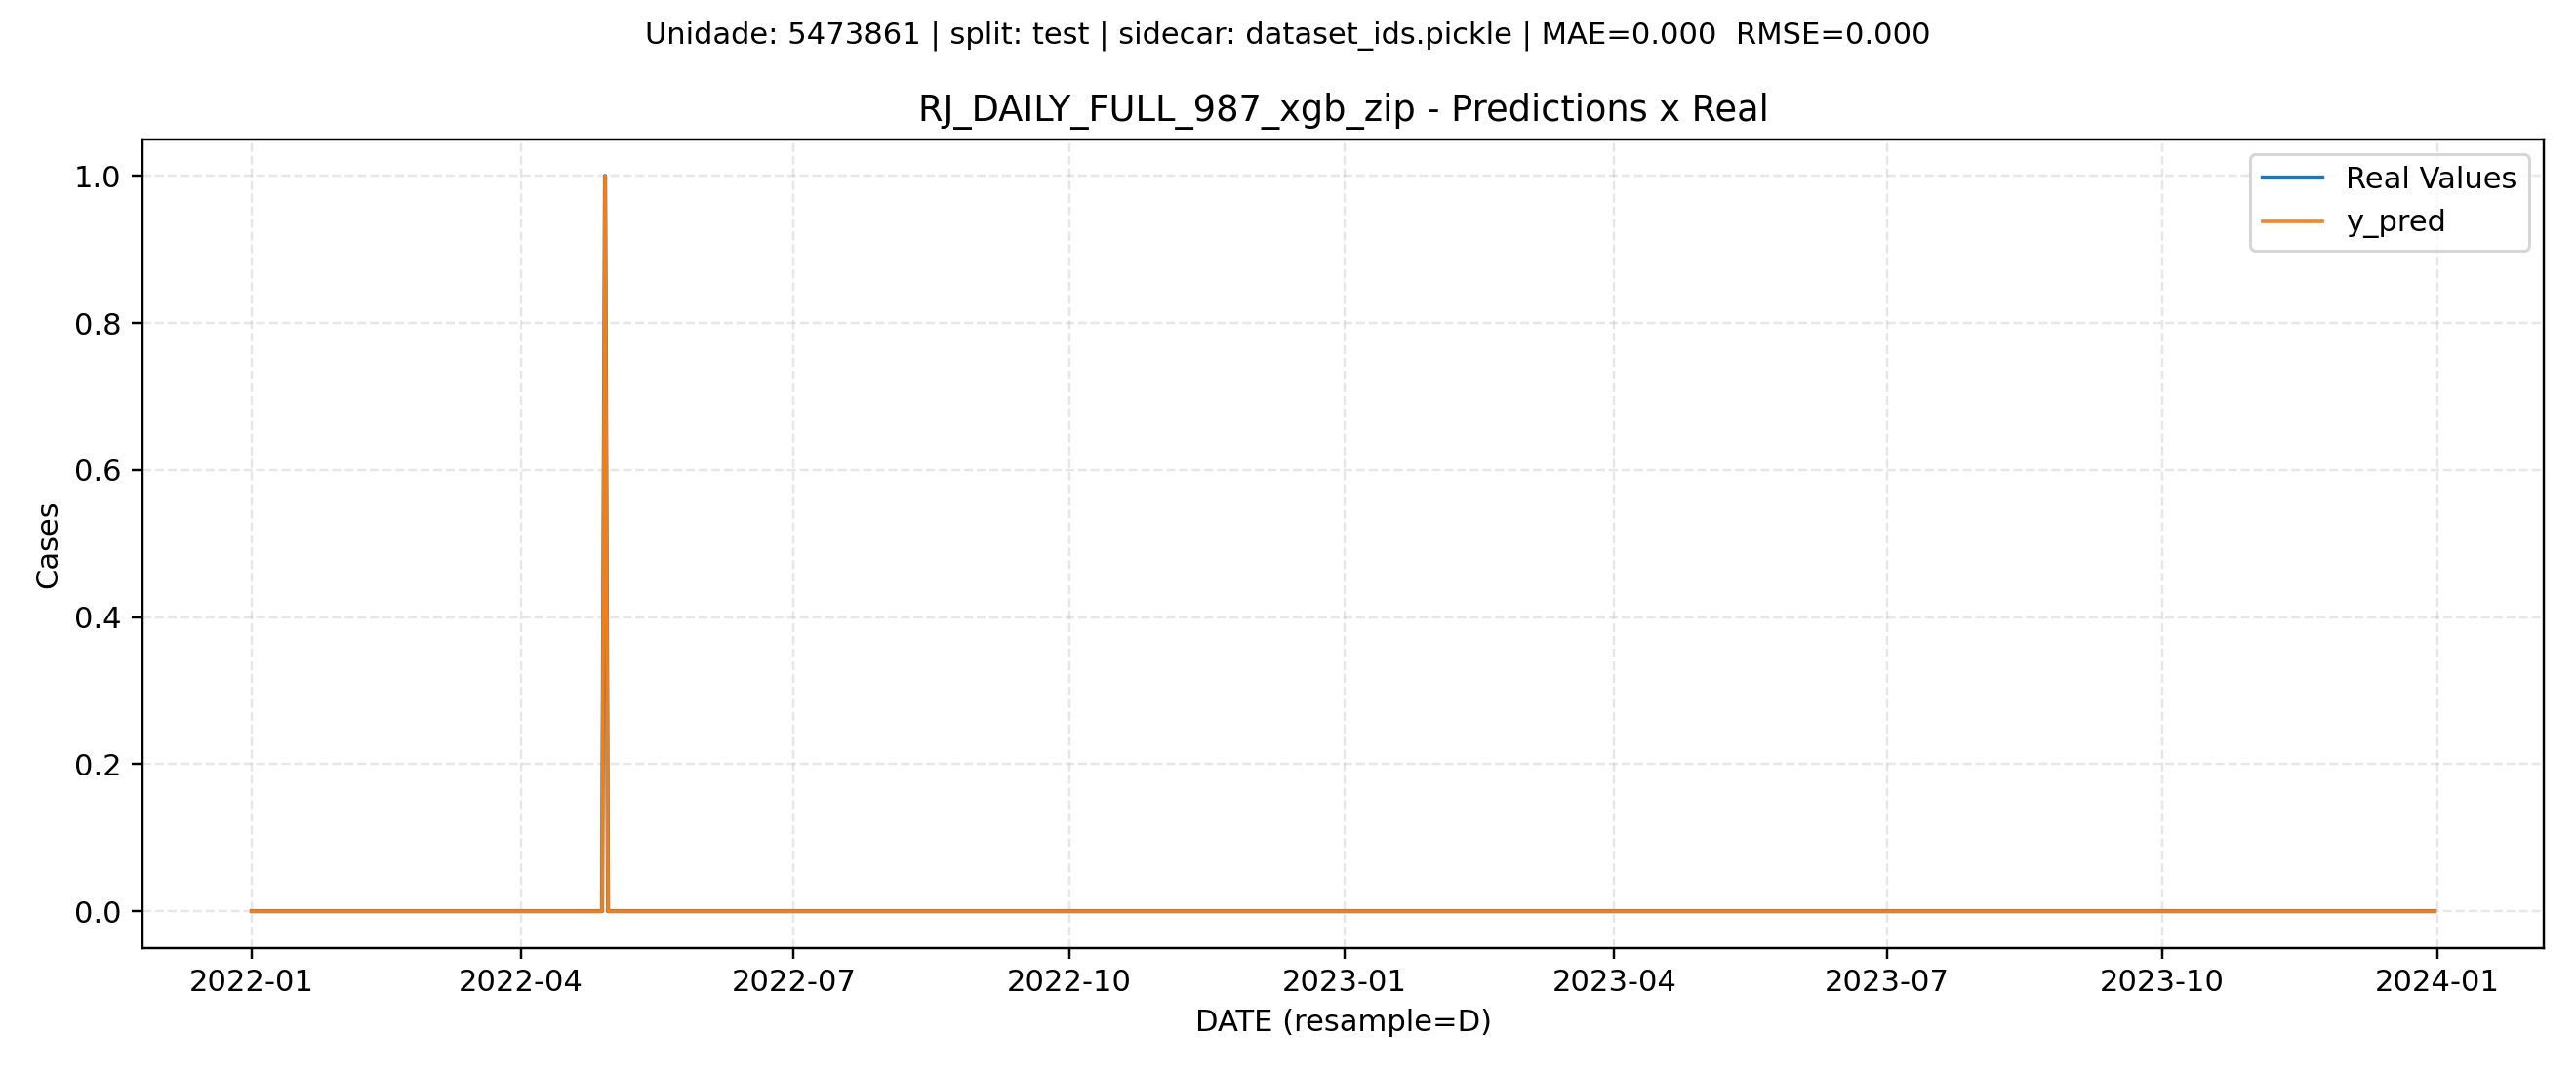 Unidade: 5473861 | split: test | sidecar: dataset_ids.pickle | MAE=0.000  RMSE=0.000
RJ_DAILY_FULL_987_xgb_zip - Predictions x Real
Real Values
y_pred
Cases
1.0
0.8
0.6
0.4
0.2
0.0
2022-01 2022-04 2022-07 2022-10 2023-01 2023-04 2023-07 2023-10 2024-01
DATE (resample=D)